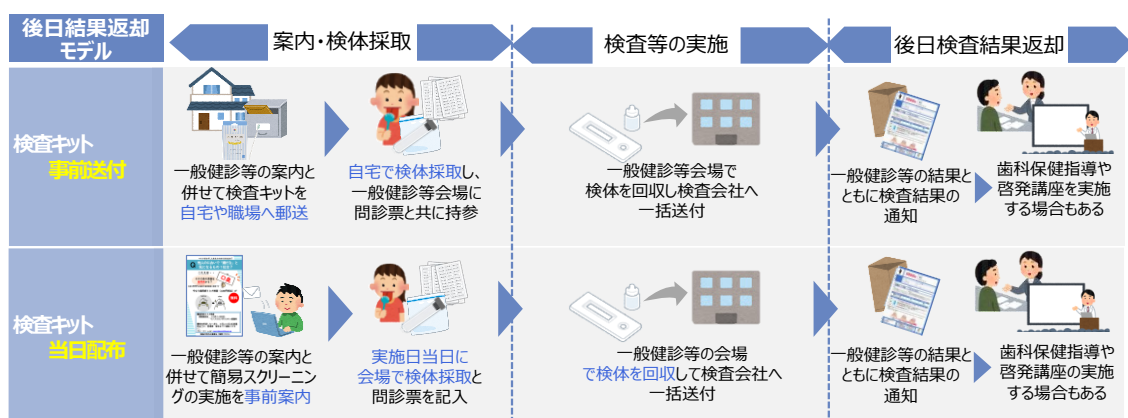 後日結果返却
モデル
案内・検体採取
検査等の実施
後日検査結果返却
検査キット
事前送付
一般健診等の案内と
併せて検査キットを
自宅や職場へ郵送
自宅で検体採取し、
一般健診等会場に
問診票と共に持参
一般健診等会場で
検体を回収し検査会社へ
一括送付
一般健診等の結果と
ともに検査結果の
通知
歯科保健指導や
啓発講座を実施
する場合もある
検査キット
当日配布
一般健診等の案内と
併せて簡易スクリーニン
グの実施を事前案内
実施日当日に
会場で検体採取と
問診票を記入
一般健診等の会場
で検体を回収して検査会社へ
一括送付
一般健診等の結果と
ともに検査結果の
通知
歯科保健指導や
啓発講座の実施
する場合もある